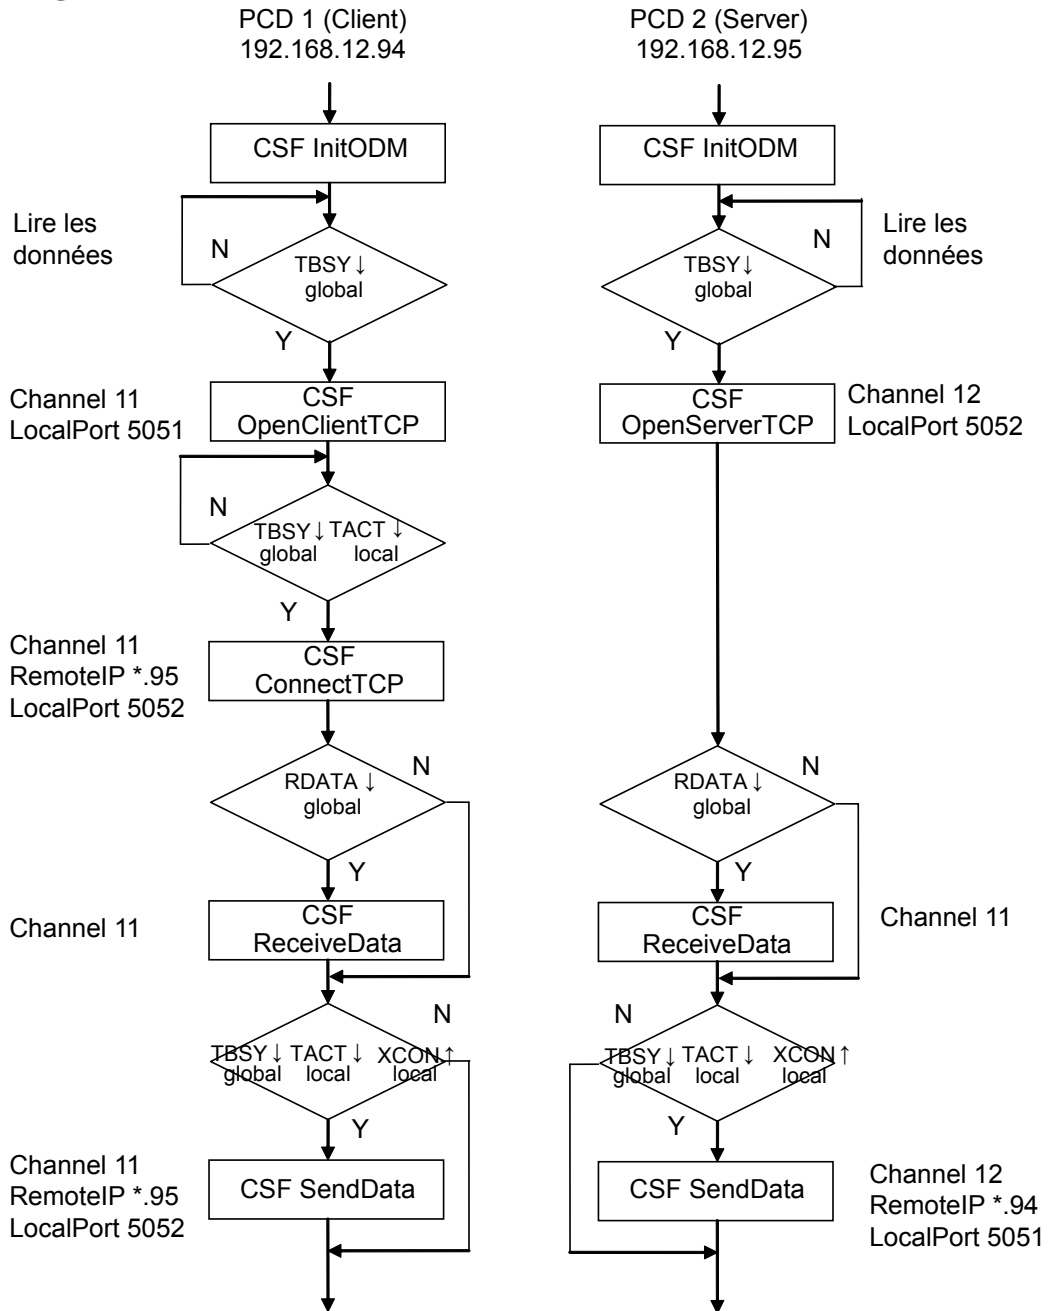 PCD 1 (Client)
192.168.12.94
PCD 2 (Server)
192.168.12.95
CSF InitODM
CSF InitODM
Lire les
données
N
TBSY↓
global
Y
TBSY↓
global
N
Y
Lire les
données
Channel 11
LocalPort 5051
CSF
OpenClientTCP
CSF
OpenServerTCP
Channel 12
LocalPort 5052
N
TBSY↓ TACT↓
global local
Y
Channel 11
RemoteIP *.95
LocalPort 5052
CSF
ConnectTCP
RDATA ↓
global
N
Y
RDATA ↓
global
N
Y
Channel 11
CSF
ReceiveData
CSF
ReceiveData
Channel 11
N
TBSY↓ TACT↓ XCON↑
global local local
Y
N
TBSY↓ TACT↓ XCON↑
global local local
Y
Channel 11
RemoteIP *.95
LocalPort 5052
CSF SendData
CSF SendData
Channel 12
RemoteIP *.94
LocalPort 5051